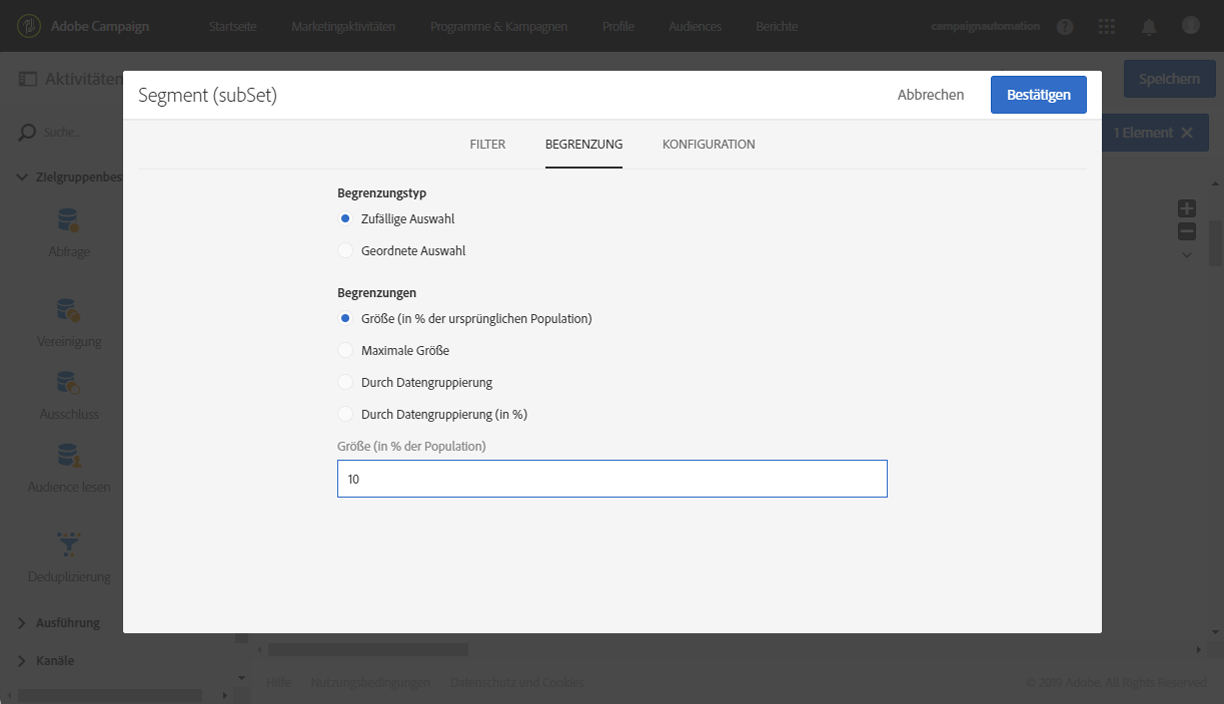 Adobe Campaign Startseite Marketingaktivitäten Programme & Kampagnen Profile Audiences Berichte campaignautomation
Aktivitäten
Speichern
Segment (subSet)
Abbrechen
Bestätigen
Suche...
1 Element
FILTER BEGRENZUNG KONFIGURATION
Zielgruppenbes
Begrenzungstyp
Zufällige Auswahl
Geordnete Auswahl
Abfrage
Begrenzungen
Größe (in % der ursprünglichen Population)
Vereinigung
Maximale Größe
Durch Datengruppierung
Ausschluss
Durch Datengruppierung (in %)
Größe (in % der Population)
10
Audience lesen
Deduplizierung
Ausführung
Kanäle
Hilfe Nutzungsbedingungen Datenschutz und Cookies
© 2019 Adobe. All Rights Reserved